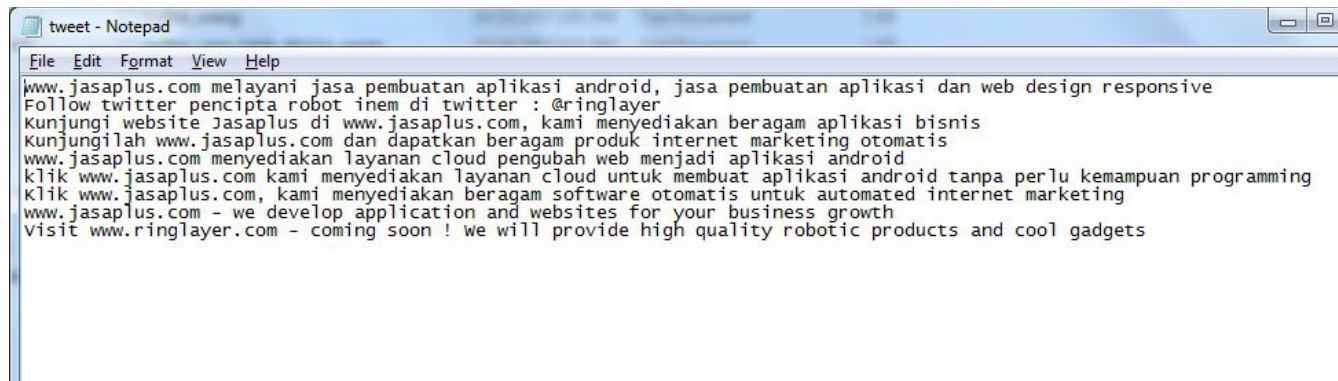 tweet - Notepad
File Edit Format View Help
www.jasaplus.com melayani jasa pembuatan aplikasi android, jasa pembuatan aplikasi dan web design responsive
Follow twitter pencipta robot inem di twitter : @ringlayer
Kunjungi website Jasaplus di www.jasaplus.com, kami menyediakan beragam aplikasi bisnis
Kunjungilah www.jasaplus.com dan dapatkan beragam produk internet marketing otomatis
www.jasaplus.com menyediakan layanan cloud pengubah web menjadi aplikasi android
klik www.jasaplus.com kami menyediakan layanan cloud untuk membuat aplikasi android tanpa perlu kemampuan programming
Klik www.jasaplus.com, kami menyediakan beragam software otomatis untuk automated internet marketing
www.jasaplus.com - we develop application and websites for your business growth
Visit www.ringlayer.com - coming soon ! We will provide high quality robotic products and cool gadgets